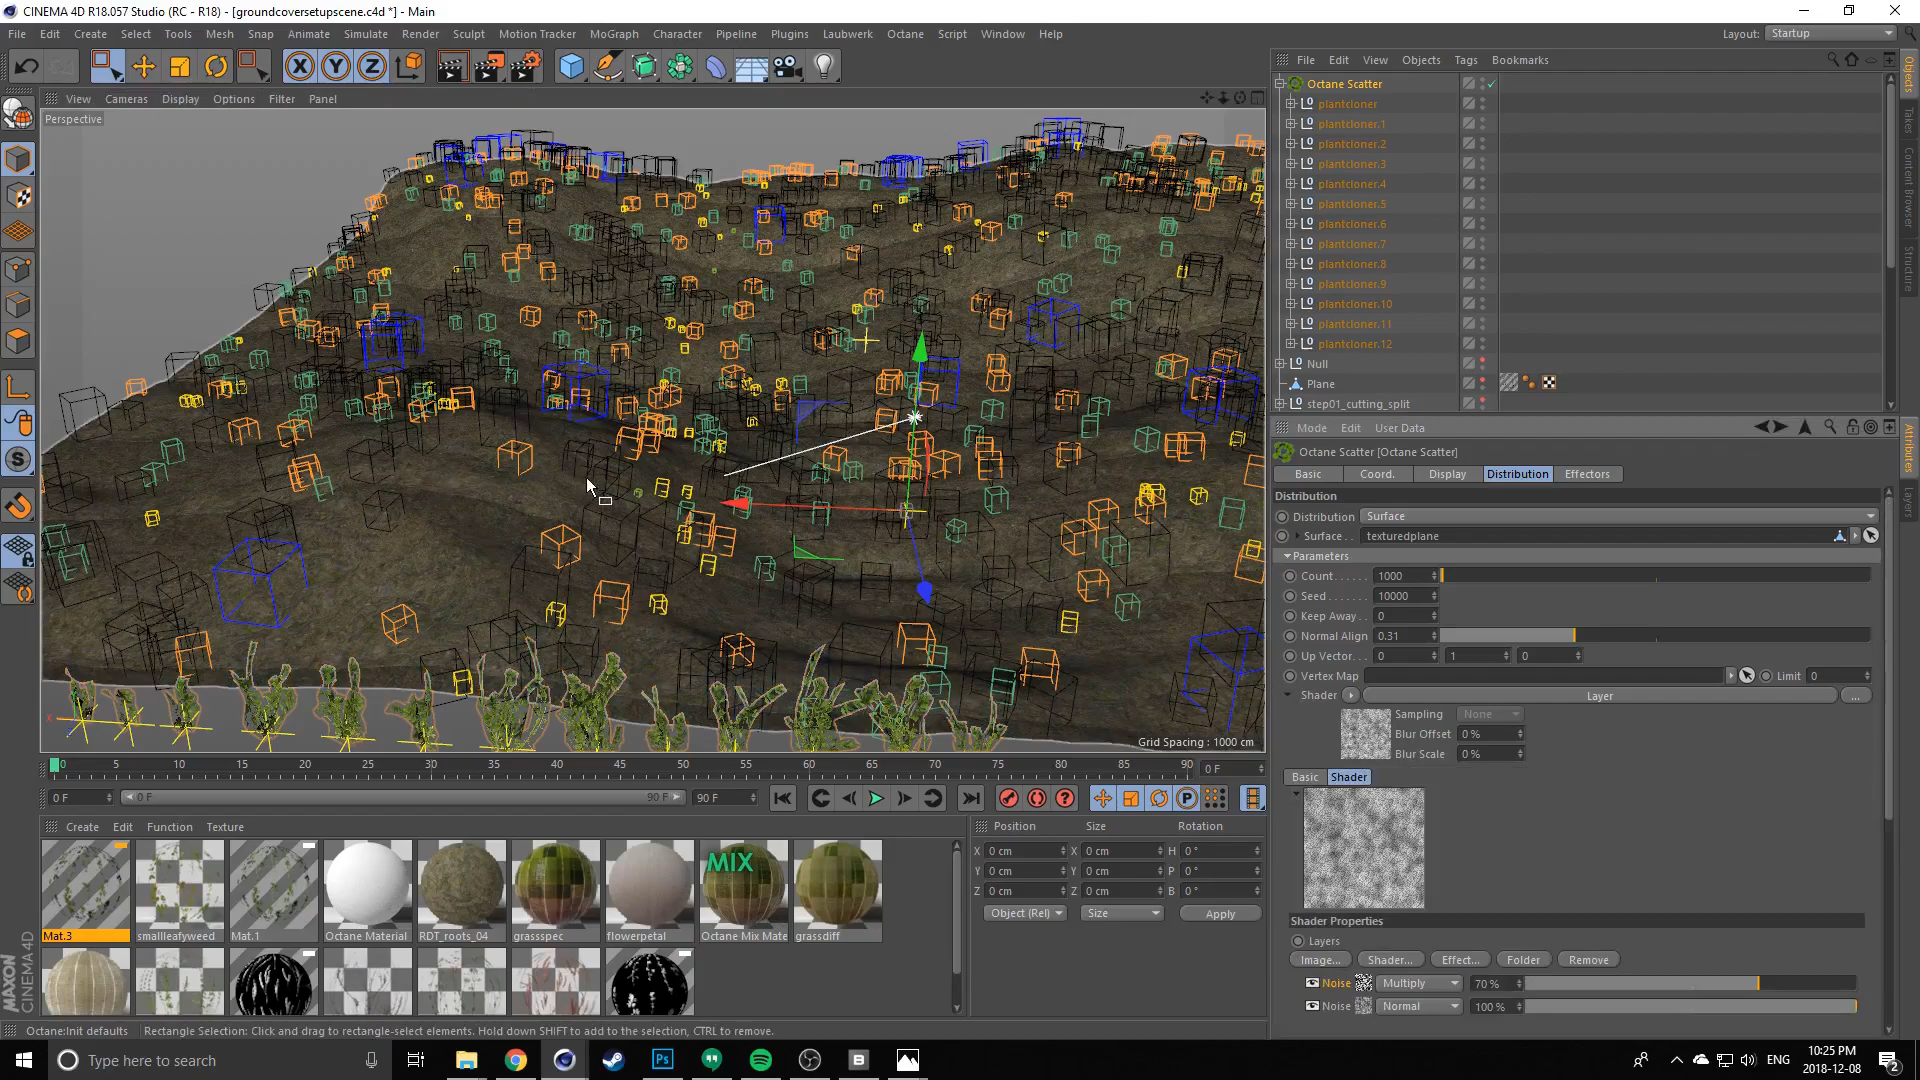 CINEMA 4D R18.057 Studio (RC - R18) - [groundcoversetupscene.c4d *] - Main
File Edit Create Select Tools Mesh Snap Animate Simulate Render Sculpt Motion Tracker MoGraph Character Pipeline Plugins Laubwerk Octane Script Window Help
Layout: Startup
View Cameras Display Options Filter Panel
Perspective
Grid Spacing : 1000 cm
File Edit View Objects Tags Bookmarks
Octane Scatter
plantcloner
plantcloner.1
plantcloner.2
plantcloner.3
plantcloner.4
plantcloner.5
plantcloner.6
plantcloner.7
plantcloner.8
plantcloner.9
plantcloner.10
plantcloner.11
plantcloner.12
Null
Plane
step01_cutting_split
Objects
Takes
Content Browser
Structure
Attributes
Layers
Mode Edit User Data
Octane Scatter [Octane Scatter]
Basic Coord. Display Distribution Effectors
Distribution
Distribution Surface
Surface . . texturedplane
Parameters
Count . . . . . . 1000
Seed . . . . . . . 10000
Keep Away . . 0
Normal Align 0.31
Up Vector . . . 0 1 0
Vertex Map Limit 0
Shader Layer ...
Sampling None
Blur Offset 0 %
Blur Scale 0 %
Basic Shader
Shader Properties
Layers
Image... Shader... Effect... Folder Remove
Noise Multiply 70 %
Noise Normal 100 %
0 5 10 15 20 25 30 35 40 45 50 55 60 65 70 75 80 85 90 0 F
0 F 0 F 90 F 90 F
Create Edit Function Texture
Mat.3 smallleafyweed Mat.1 Octane Material RDT_roots_04 grassspec flowerpetal Octane Mix Mate grassdiff
MIX
Position Size Rotation
X 0 cm X 0 cm H 0 °
Y 0 cm Y 0 cm P 0 °
Z 0 cm Z 0 cm B 0 °
Object (Rel) Size Apply
MAXON
CINEMA 4D
Octane:Init defaults Rectangle Selection: Click and drag to rectangle-select elements. Hold down SHIFT to add to the selection, CTRL to remove.
Type here to search
ENG
10:25 PM
2018-12-08
2